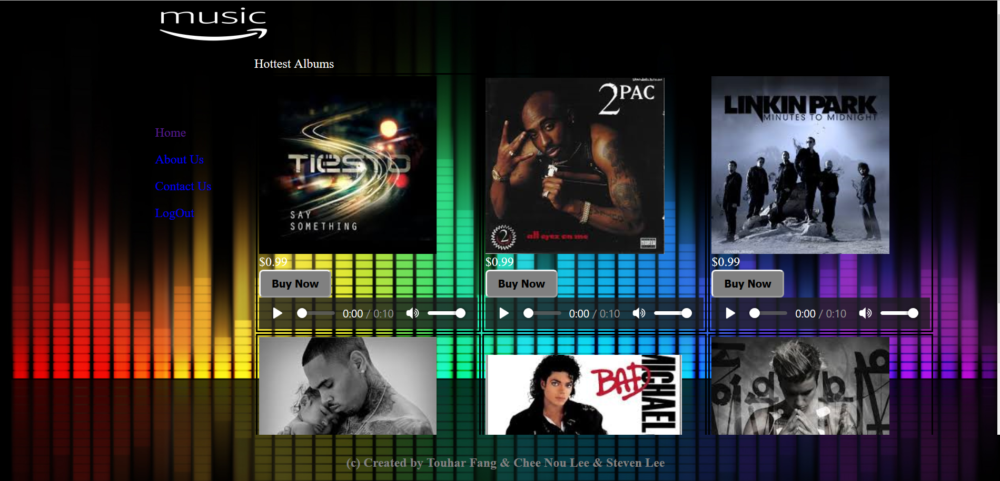 music
Hottest Albums
Home
About Us
Contact Us
LogOut
TIËSTO
SAY
SOMETHING
2PAC
2
all eyez on me
LINKIN PARK
MINUTES TO MIDNIGHT
$0.99
Buy Now
0:00 / 0:10
$0.99
Buy Now
0:00 / 0:10
$0.99
Buy Now
0:00 / 0:10
BAD
MICHAEL
(c) Created by Touhar Fang & Chee Nou Lee & Steven Lee